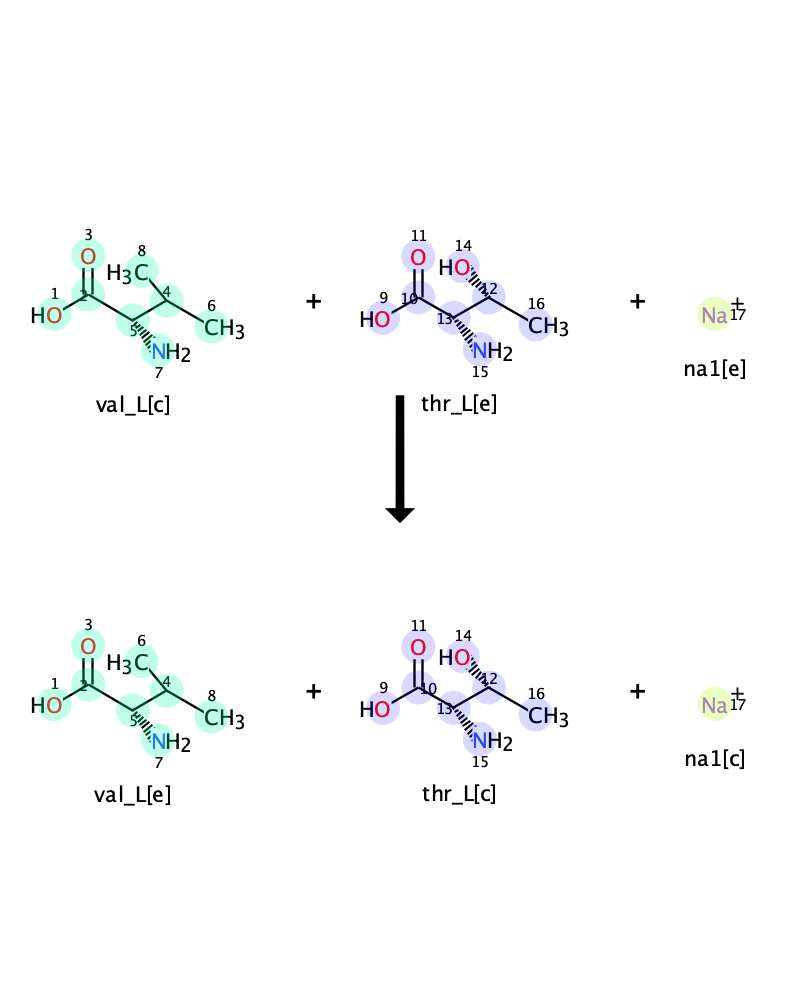 3
8
H₃C
O
1
2
4
6
HO
CH₃
5
NH₂
7
val_L[c]
+
11
14
O
HO
9
10
12
16
HO
13
CH₃
NH₂
15
thr_L[e]
+
Na+
17
na1[e]
3
6
H₃C
O
1
2
4
8
HO
CH₃
5
NH₂
7
val_L[e]
+
11
14
O
HO
9
10
12
16
HO
13
CH₃
NH₂
15
thr_L[c]
+
Na+
17
na1[c]